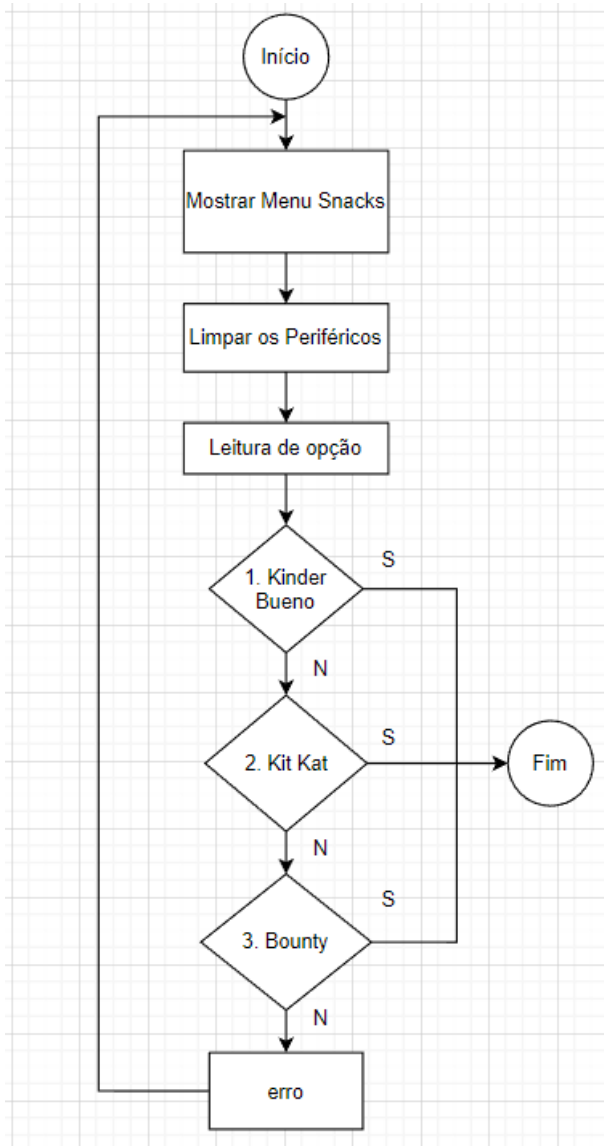 Início
Mostrar Menu Snacks
Limpar os Periféricos
Leitura de opção
S
1. Kinder
Bueno
N
S
2. Kit Kat
Fim
N
S
3. Bounty
N
erro